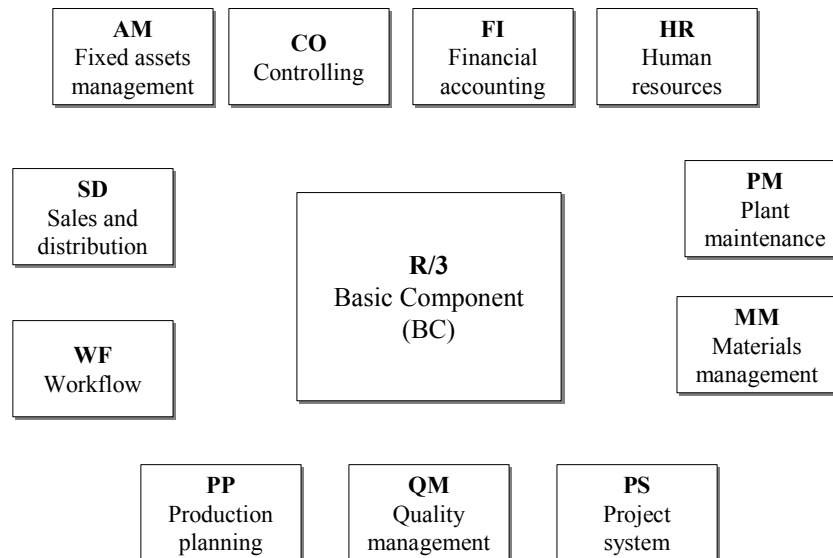 AM
Fixed assets
management
CO
Controlling
FI
Financial
accounting
HR
Human
resources
SD
Sales and
distribution
R/3
Basic Component
(BC)
PM
Plant
maintenance
WF
Workflow
MM
Materials
management
PP
Production
planning
QM
Quality
management
PS
Project
system